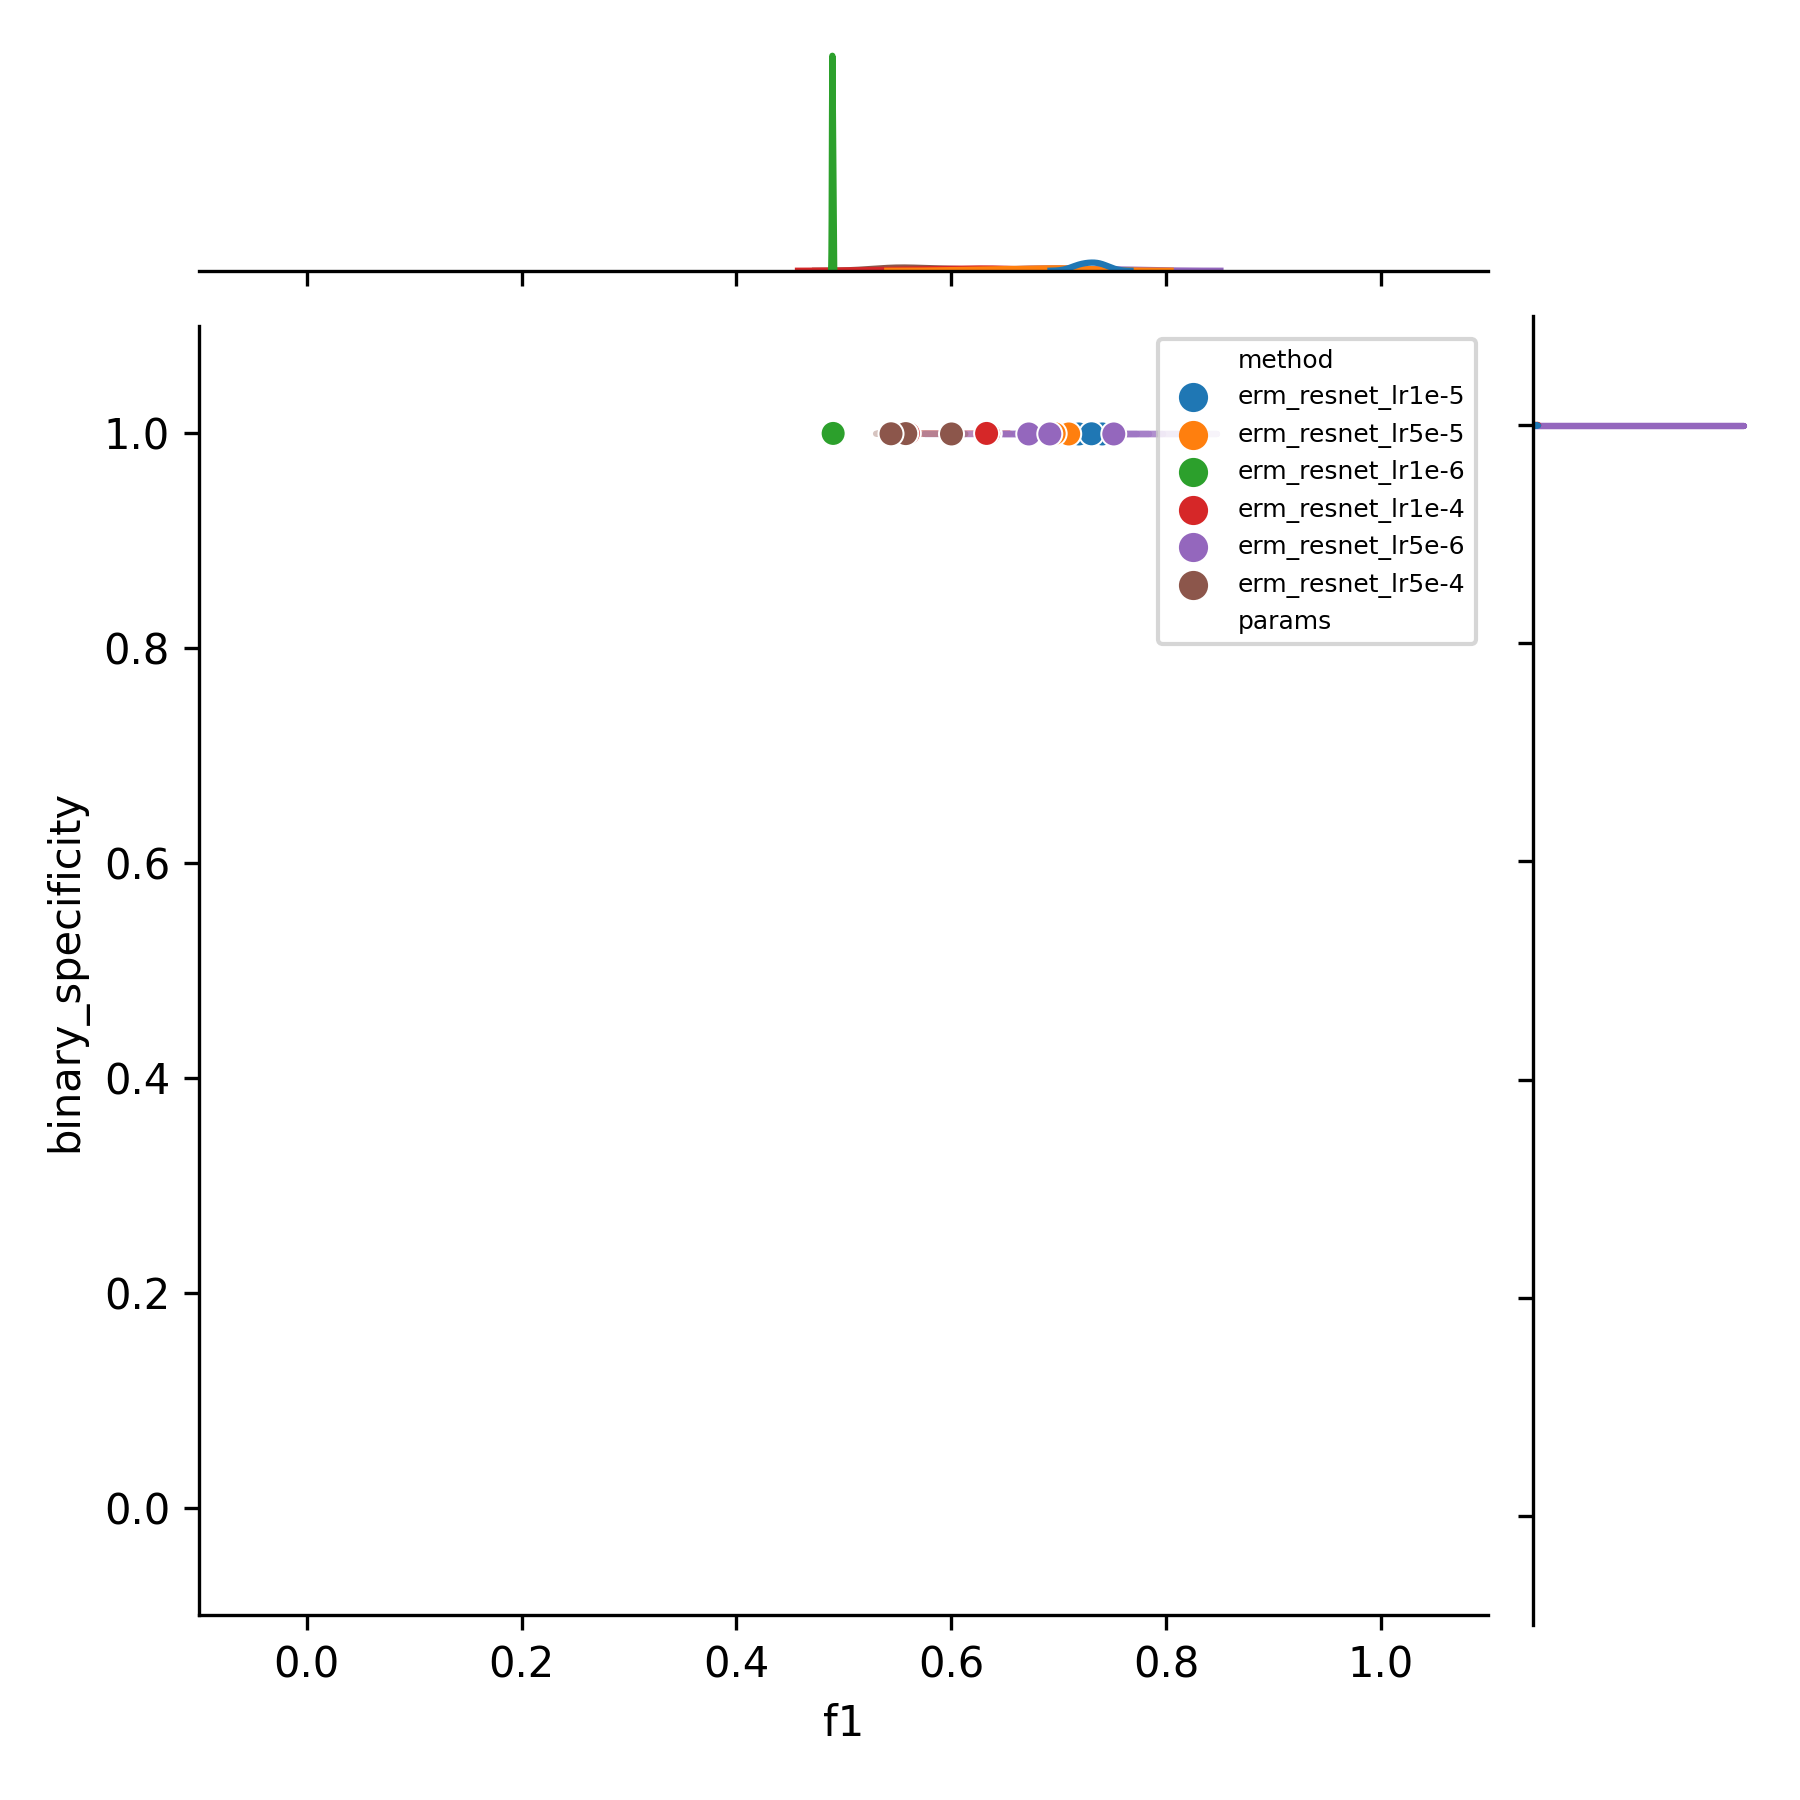 method
erm_resnet_lr1e-5
erm_resnet_lr5e-5
erm_resnet_lr1e-6
erm_resnet_lr1e-4
erm_resnet_lr5e-6
erm_resnet_lr5e-4
params
1.0
0.8
0.6
0.4
0.2
0.0
binary_specificity
0.0 0.2 0.4 0.6 0.8 1.0
f1